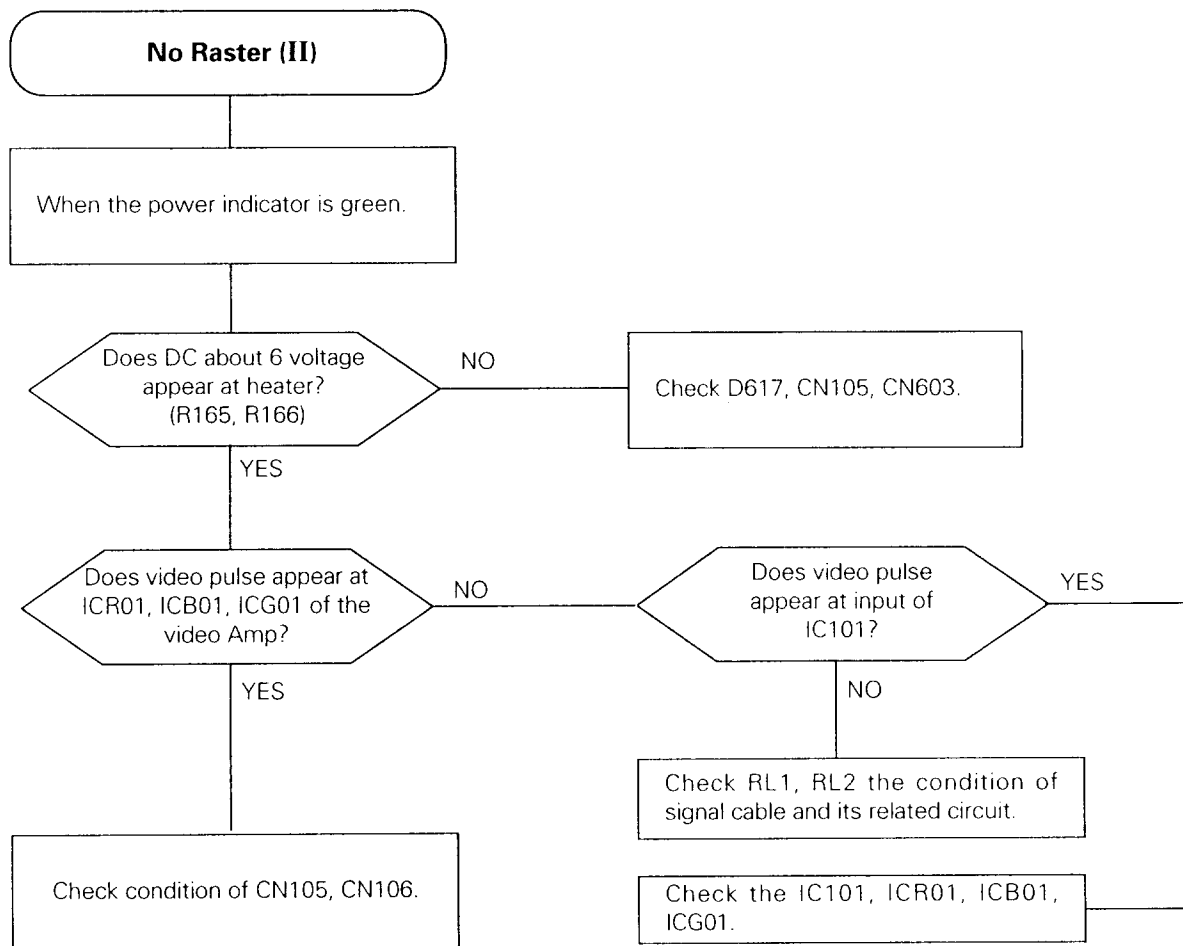 No Raster (II)
When the power indicator is green.
Does DC about 6 voltage
appear at heater?
(R165, R166)
NO
Check D617, CN105, CN603.
YES
Does video pulse appear at
ICR01, ICB01, ICG01 of the
video Amp?
NO
Does video pulse
appear at input of
IC101?
YES
YES
NO
Check RL1, RL2 the condition of
signal cable and its related circuit.
Check condition of CN105, CN106.
Check the IC101, ICR01, ICB01,
ICG01.